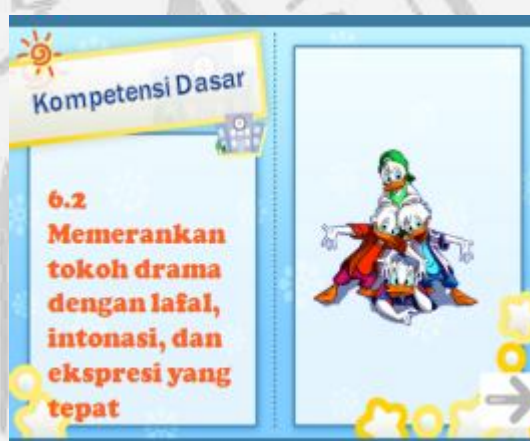 Kompetensi Dasar
6.2
Memerankan
tokoh drama
dengan lafal,
intonasi, dan
ekspresi yang
tepat